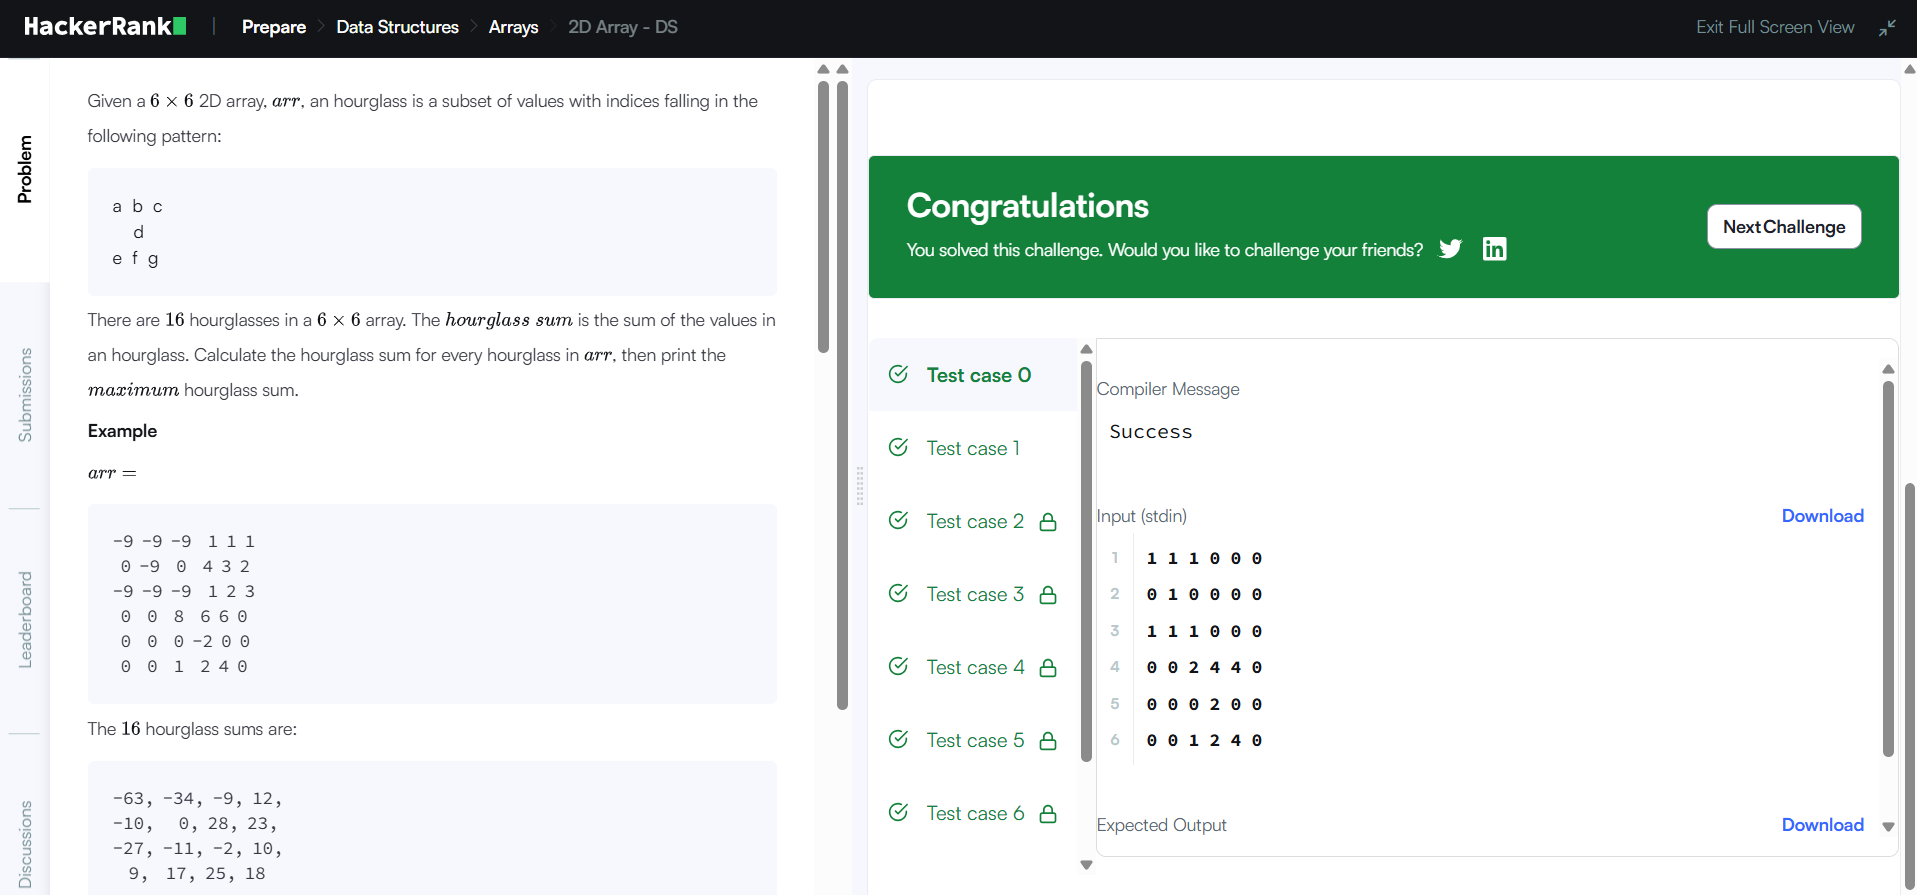 HackerRank | Prepare > Data Structures > Arrays > 2D Array - DS
Exit Full Screen View
Problem
Submissions
Leaderboard
Discussions
Given a 6 × 6 2D array, arr, an hourglass is a subset of values with indices falling in the
following pattern:
a b c
d
e f g
There are 16 hourglasses in a 6 × 6 array. The hourglass sum is the sum of the values in
an hourglass. Calculate the hourglass sum for every hourglass in arr, then print the
maximum hourglass sum.
Example
arr =
-9 -9 -9 1 1 1
0 -9 0 4 3 2
-9 -9 -9 1 2 3
0 0 8 6 6 0
0 0 0 -2 0 0
0 0 1 2 4 0
The 16 hourglass sums are:
-63, -34, -9, 12,
-10, 0, 28, 23,
-27, -11, -2, 10,
9, 17, 25, 18
Congratulations
You solved this challenge. Would you like to challenge your friends?
Next Challenge
Test case 0
Test case 1
Test case 2
Test case 3
Test case 4
Test case 5
Test case 6
Compiler Message
Success
Input (stdin)
Download
1 1 1 1 0 0 0
2 0 1 0 0 0 0
3 1 1 1 0 0 0
4 0 0 2 4 4 0
5 0 0 0 2 0 0
6 0 0 1 2 4 0
Expected Output
Download